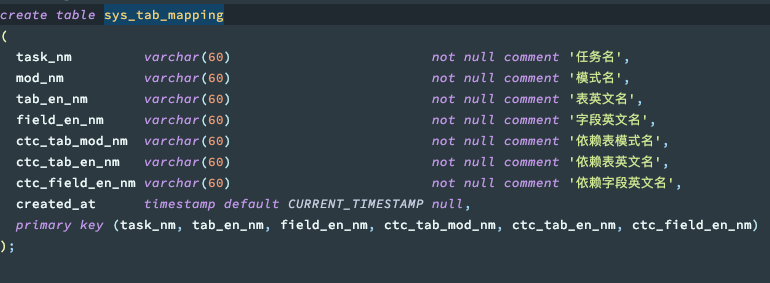 create table sys_tab_mapping
(
task_nm varchar(60) not null comment '任务名',
mod_nm varchar(60) not null comment '模式名',
tab_en_nm varchar(60) not null comment '表英文名',
field_en_nm varchar(60) not null comment '字段英文名',
ctc_tab_mod_nm varchar(60) not null comment '依赖表模式名',
ctc_tab_en_nm varchar(60) not null comment '依赖表英文名',
ctc_field_en_nm varchar(60) not null comment '依赖字段英文名',
created_at timestamp default CURRENT_TIMESTAMP null,
primary key (task_nm, tab_en_nm, field_en_nm, ctc_tab_mod_nm, ctc_tab_en_nm, ctc_field_en_nm)
);